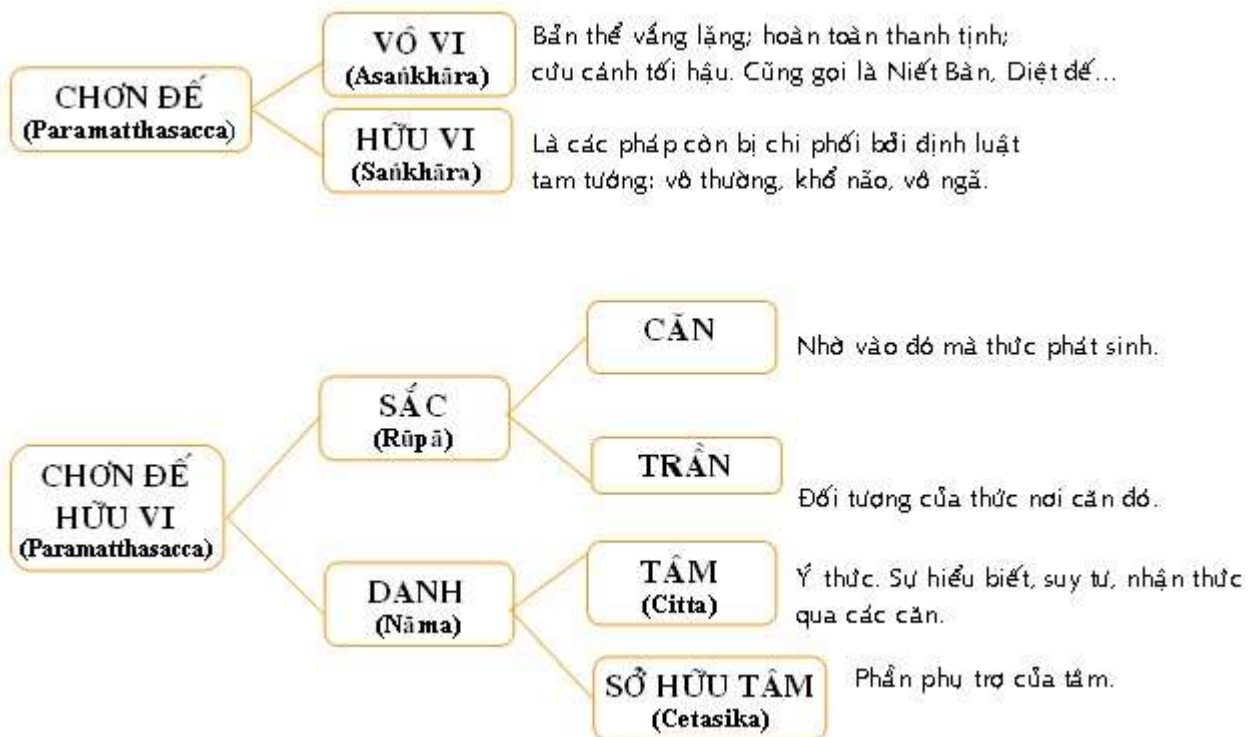 CHƠN ĐẾ
(Paramatthasacca)
VÔ VI
(Asaṅkhāra)
Bản thể vắng lặng; hoàn toàn thanh tịnh;
cứu cánh tối hậu. Cũng gọi là Niết Bàn, Diệt đế...
HỮU VI
(Saṅkhāra)
Là các pháp còn bị chi phối bởi định luật
tam tướng: vô thường, khổ não, vô ngã.
CHƠN ĐẾ
HỮU VI
(Paramatthasacca)
SẮC
(Rūpā)
CĂN
Nhờ vào đó mà thức phát sinh.
TRẦN
Đối tượng của thức nơi căn đó.
DANH
(Nāma)
TÂM
(Citta)
Ý thức. Sự hiểu biết, suy tư, nhận thức
qua các căn.
SỞ HỮU TÂM
(Cetasika)
Phần phụ trợ của tâm.